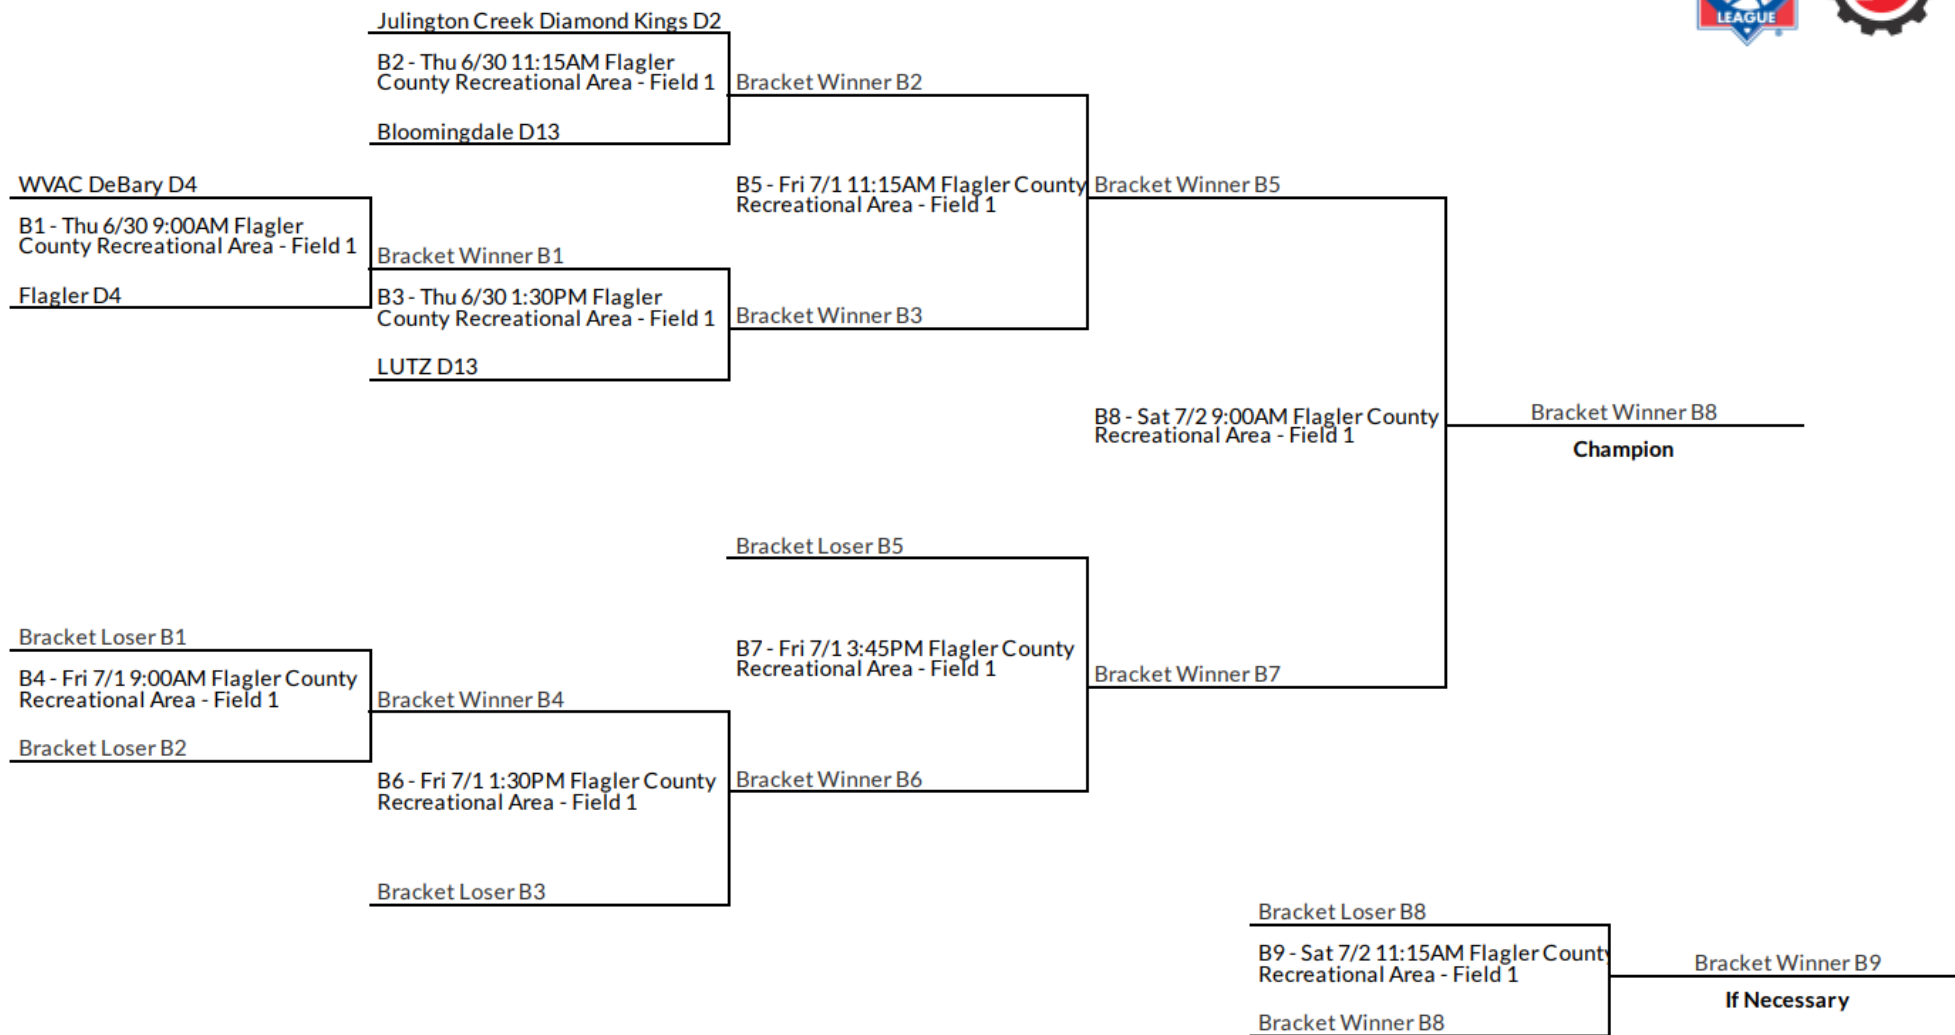 LEAGUE
Julington Creek Diamond Kings D2
B2 - Thu 6/30 11:15AM Flagler
County Recreational Area - Field 1
Bracket Winner B2
Bloomingdale D13
WVAC DeBary D4
B5 - Fri 7/1 11:15AM Flagler County
Recreational Area - Field 1
Bracket Winner B5
B1 - Thu 6/30 9:00AM Flagler
County Recreational Area - Field 1
Bracket Winner B1
Flagler D4
B3 - Thu 6/30 1:30PM Flagler
County Recreational Area - Field 1
Bracket Winner B3
LUTZ D13
B8 - Sat 7/2 9:00AM Flagler County
Recreational Area - Field 1
Bracket Winner B8
Champion
Bracket Loser B5
Bracket Loser B1
B7 - Fri 7/1 3:45PM Flagler County
Recreational Area - Field 1
Bracket Winner B7
B4 - Fri 7/1 9:00AM Flagler County
Recreational Area - Field 1
Bracket Winner B4
Bracket Loser B2
B6 - Fri 7/1 1:30PM Flagler County
Recreational Area - Field 1
Bracket Winner B6
Bracket Loser B3
Bracket Loser B8
B9 - Sat 7/2 11:15AM Flagler County
Recreational Area - Field 1
Bracket Winner B9
If Necessary
Bracket Winner B8